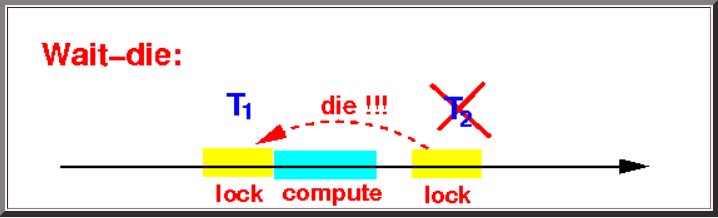 Wait–die:
T1 die !!! T2
lock compute lock